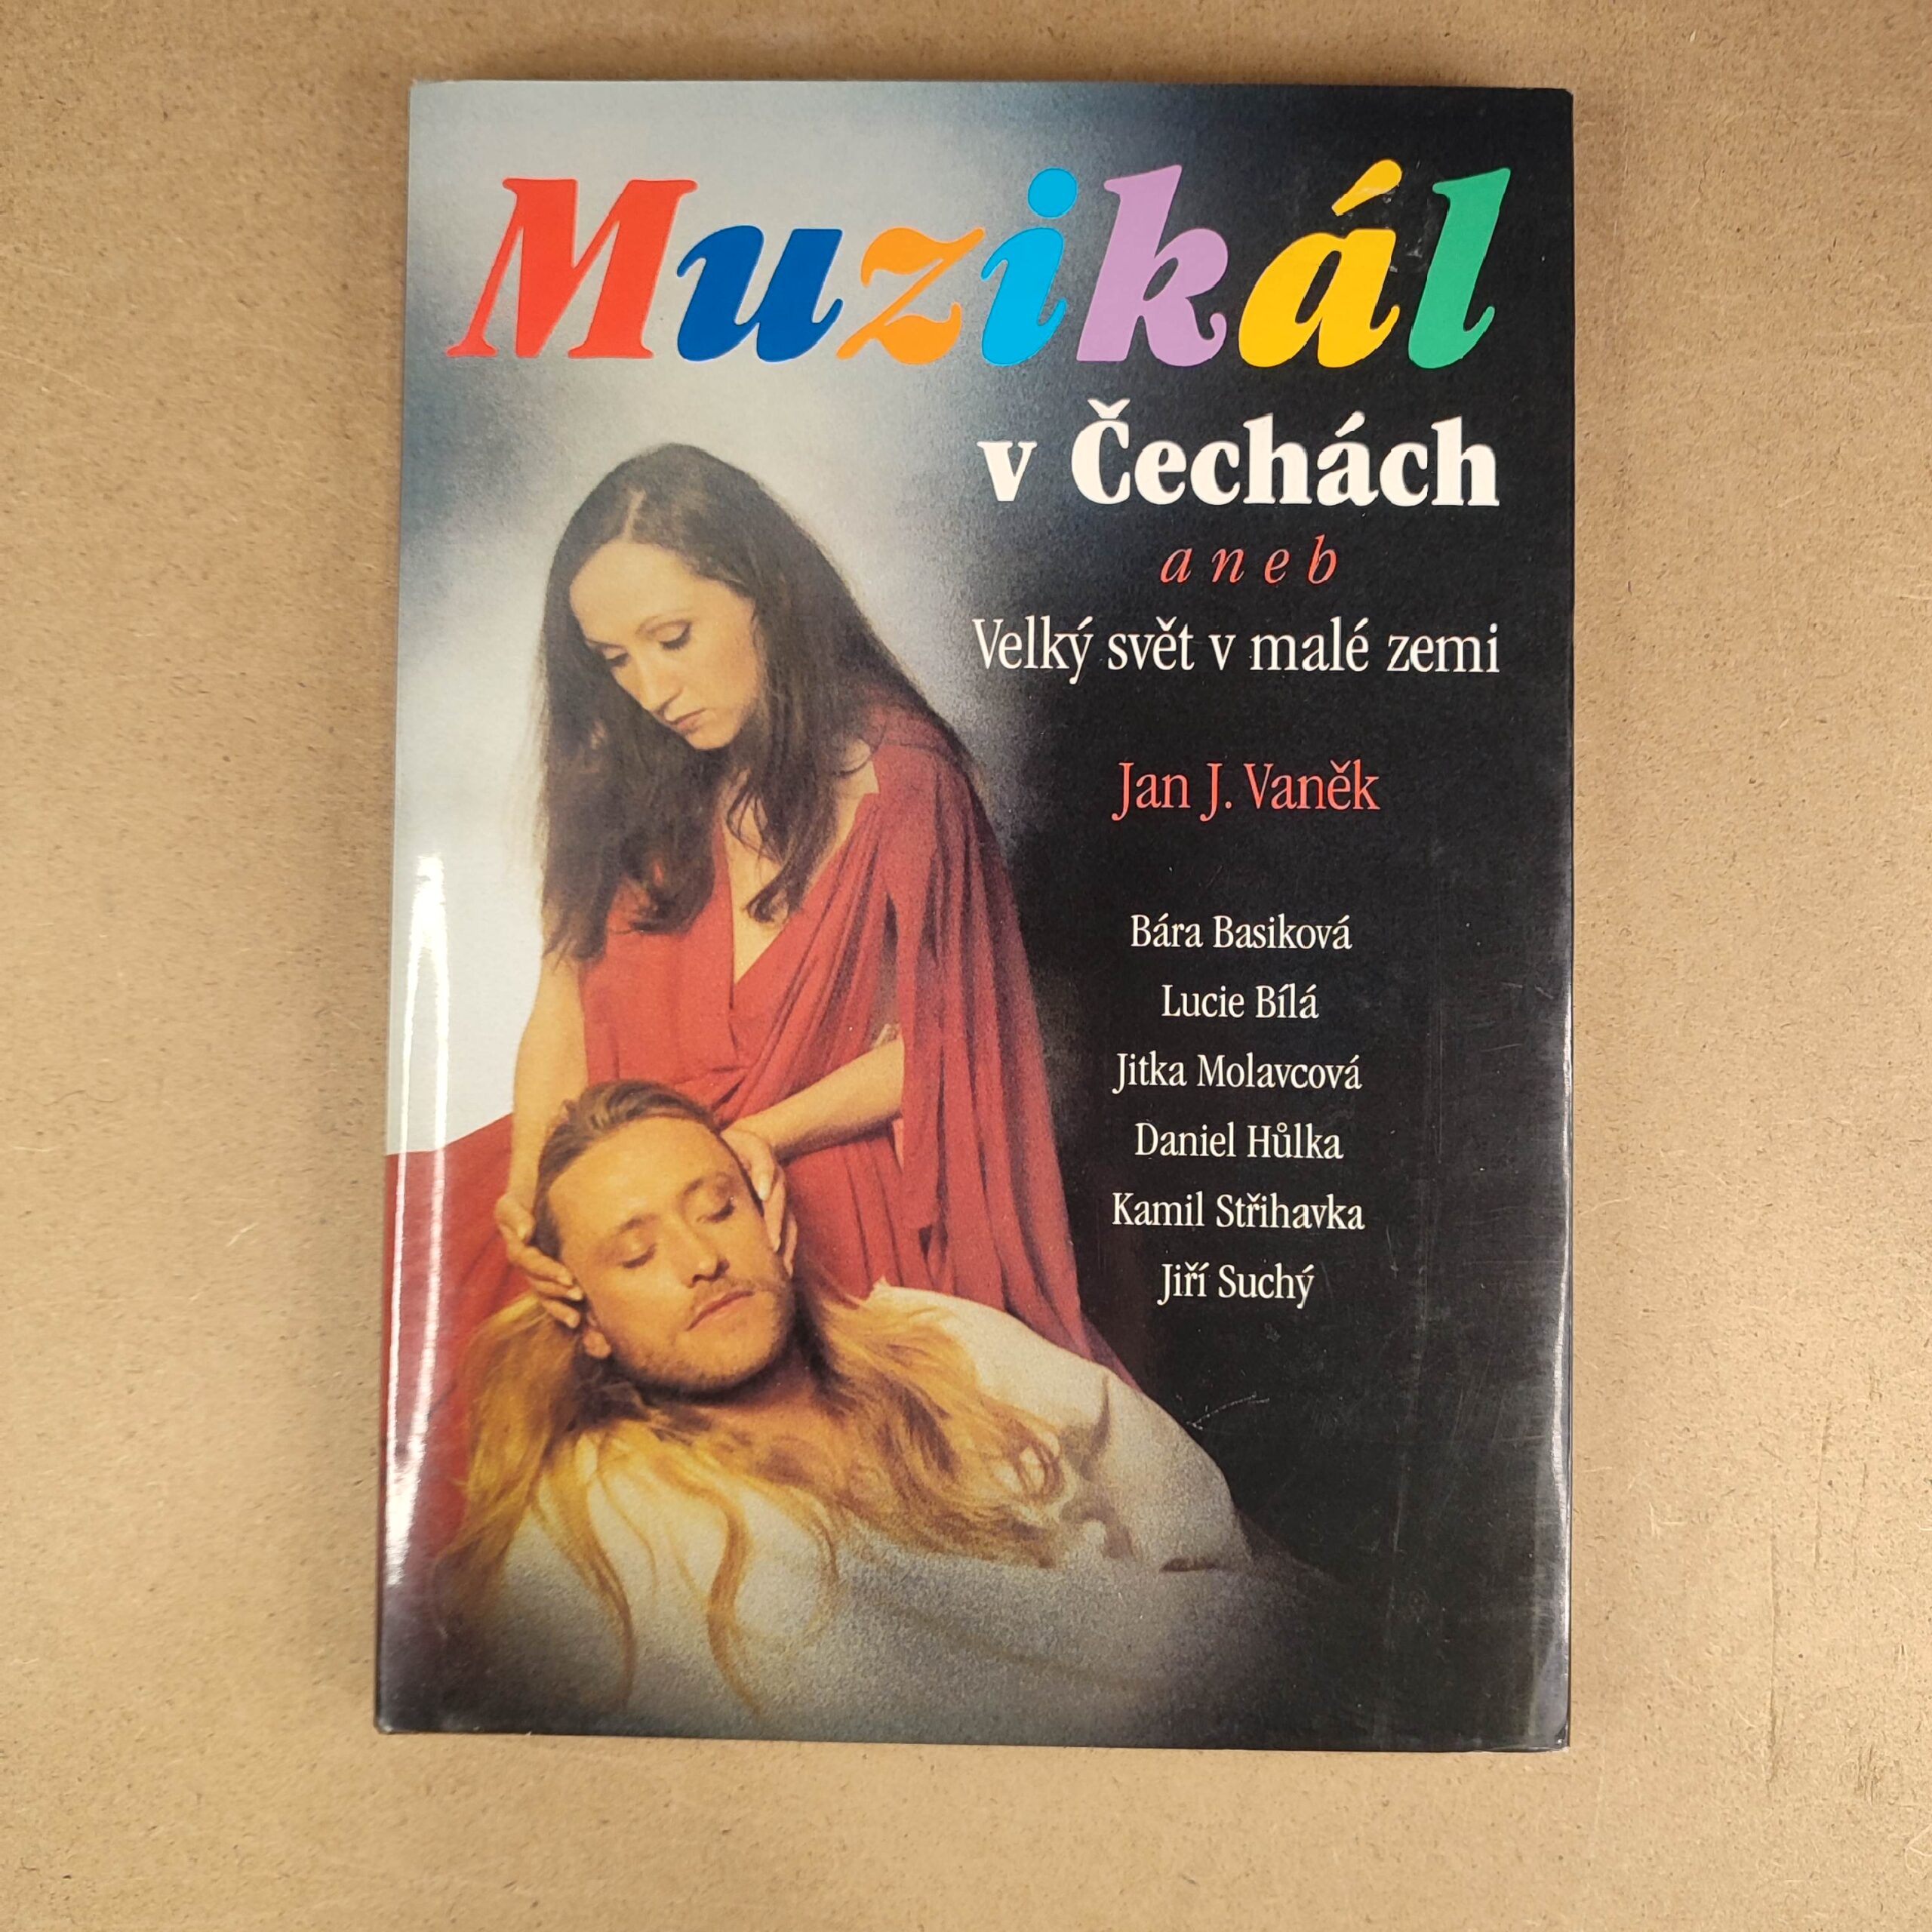 Muzikál
v Čechách
aneb
Velký svět v malé zemi
Jan J. Vaněk
Bára Basiková
Lucie Bílá
Jitka Molavcová
Daniel Hůlka
Kamil Střihavka
Jiří Suchý